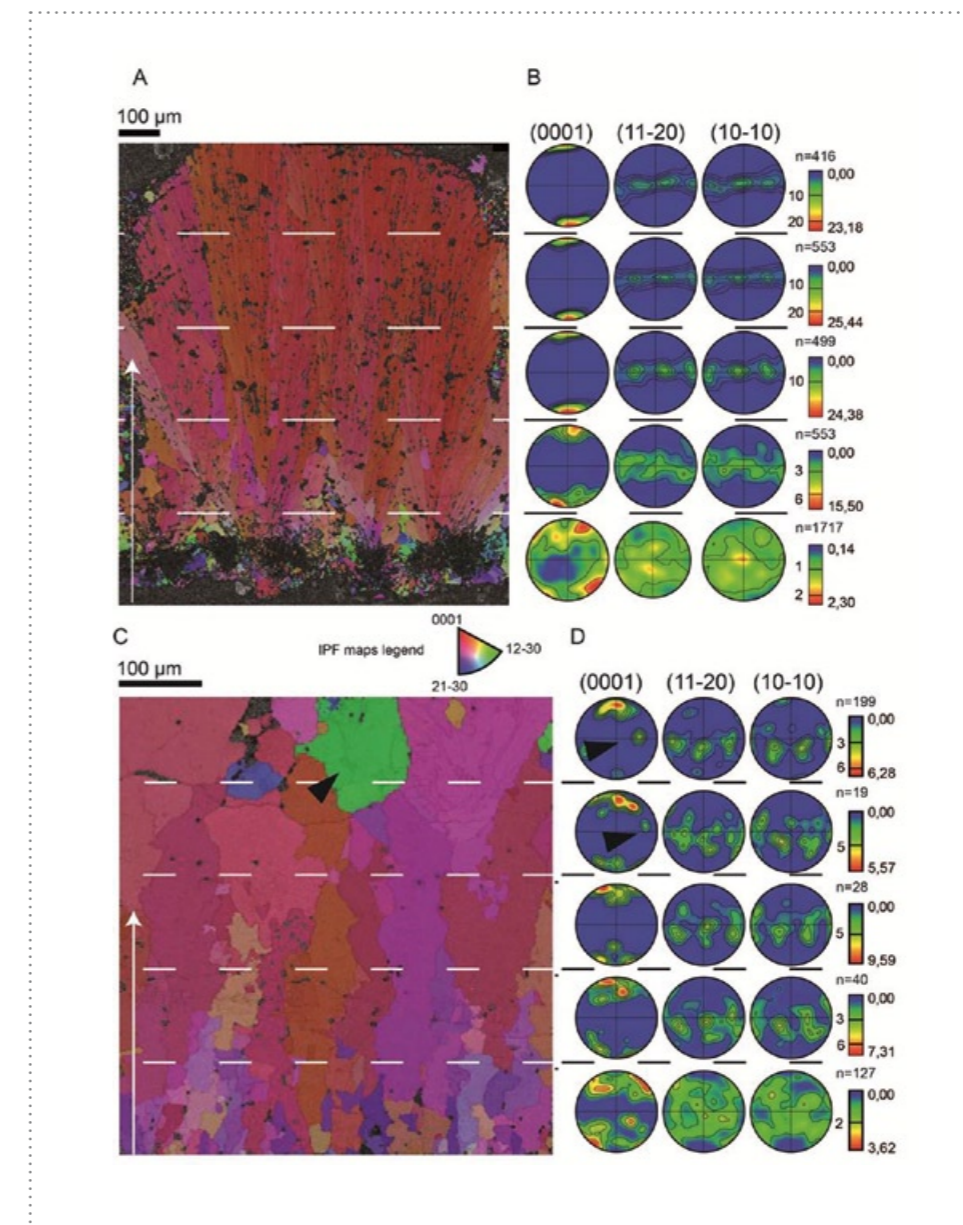 A
B
100 µm
(0001) (11-20) (10-10)
n=416
0,00
10
20
23,18
n=553
0,00
10
20
25,44
n=499
0,00
10
24,38
n=553
0,00
3
6
15,50
n=1717
0,14
1
2
2,30
C
D
0001
IPF maps legend
12-30
21-30
100 µm
(0001) (11-20) (10-10)
n=199
0,00
3
6
6,28
n=19
0,00
5
5,57
n=28
0,00
5
9,59
n=40
0,00
3
6
7,31
n=127
0,00
2
3,62